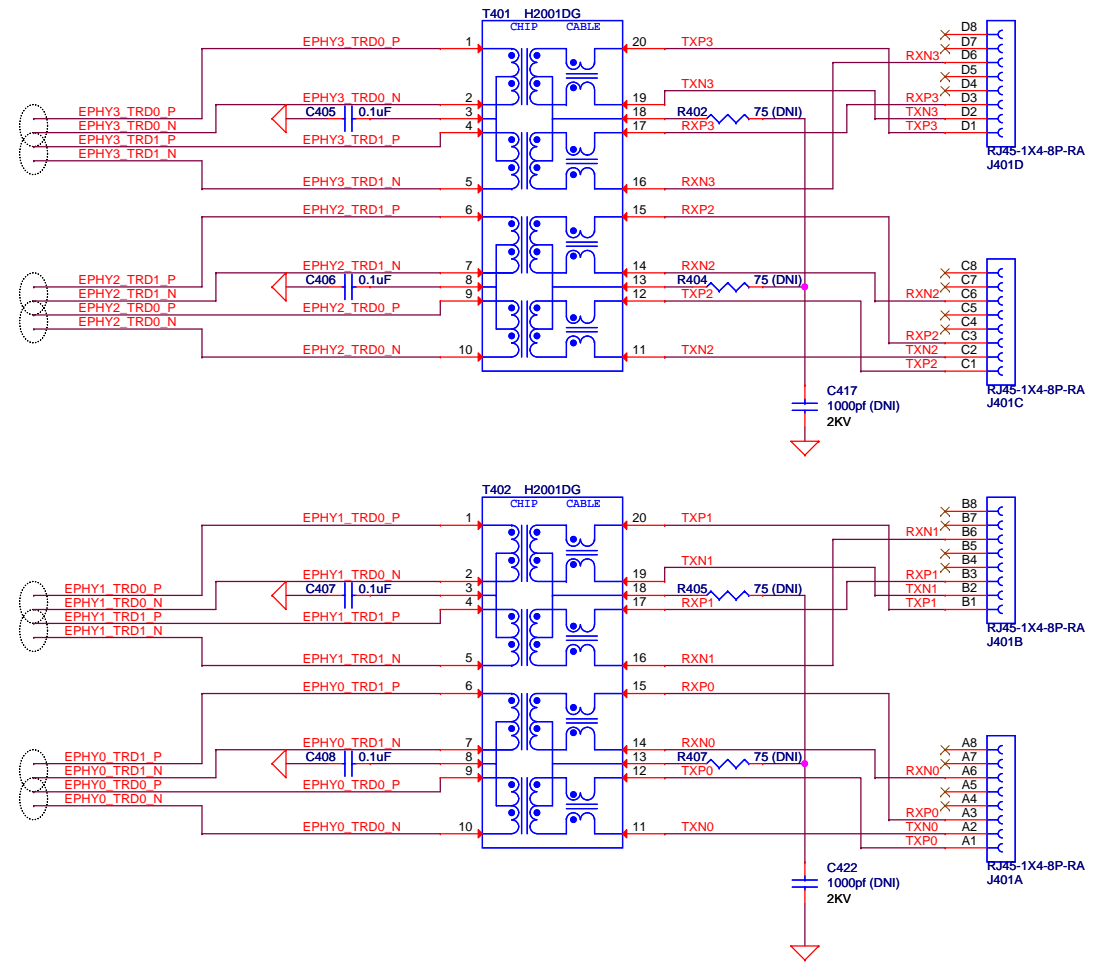 T401 H2001DG
CHIP CABLE
EPHY3_TRD0_P 1 20 TXP3
D8
D7
RXN3 D6
D5
D4
EPHY3_TRD0_N 2 19 TXN3
RXP3 D3
EPHY3_TRD0_P
C405 0.1uF 3 18 R402 75 (DNI)
TXN3 D2
EPHY3_TRD0_N
4 17 RXP3
TXP3 D1
EPHY3_TRD1_P
EPHY3_TRD1_P
EPHY3_TRD1_N
RJ45-1X4-8P-RA
J401D
EPHY3_TRD1_N 5 16 RXN3
EPHY2_TRD1_P 6 15 RXP2
EPHY2_TRD1_N 7 14 RXN2
C8
C7
EPHY2_TRD1_P
C406 0.1uF 8 13 R404 75 (DNI)
EPHY2_TRD1_N
9 12 TXP2
RXN2 C6
C5
EPHY2_TRD0_P
EPHY2_TRD0_P
C4
EPHY2_TRD0_N
RXP2 C3
EPHY2_TRD0_N 10 11 TXN2
TXN2 C2
TXP2 C1
RJ45-1X4-8P-RA
J401C
C417
1000pf (DNI)
2KV
T402 H2001DG
CHIP CABLE
EPHY1_TRD0_P 1 20 TXP1
B8
B7
RXN1 B6
B5
B4
EPHY1_TRD0_N 2 19 TXN1
RXP1 B3
EPHY1_TRD0_P
C407 0.1uF 3 18 R405 75 (DNI)
TXN1 B2
EPHY1_TRD0_N
4 17 RXP1
TXP1 B1
EPHY1_TRD1_P
EPHY1_TRD1_P
EPHY1_TRD1_N
RJ45-1X4-8P-RA
J401B
EPHY1_TRD1_N 5 16 RXN1
EPHY0_TRD1_P 6 15 RXP0
EPHY0_TRD1_N 7 14 RXN0
A8
A7
EPHY0_TRD1_P
C408 0.1uF 8 13 R407 75 (DNI)
EPHY0_TRD1_N
9 12 TXP0
RXN0 A6
A5
EPHY0_TRD0_P
EPHY0_TRD0_P
A4
EPHY0_TRD0_N
RXP0 A3
EPHY0_TRD0_N 10 11 TXN0
TXN0 A2
TXP0 A1
RJ45-1X4-8P-RA
J401A
C422
1000pf (DNI)
2KV